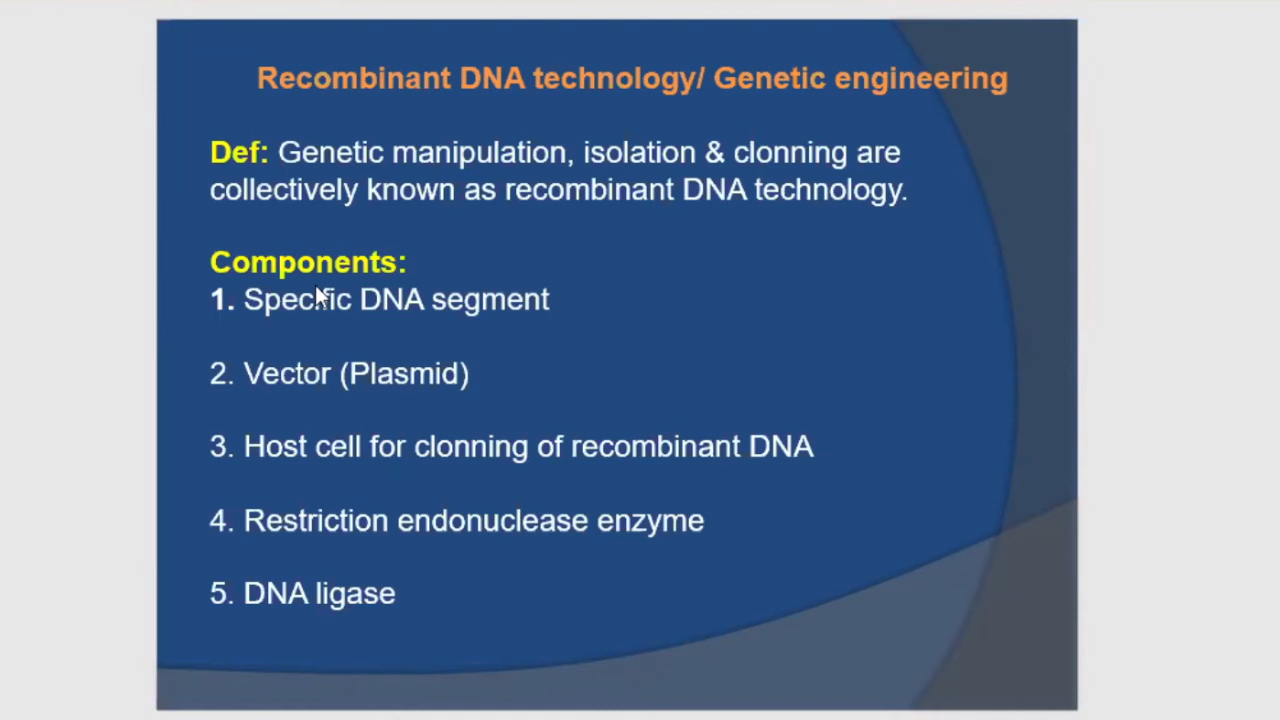 Recombinant DNA technology/ Genetic engineering
Def: Genetic manipulation, isolation & clonning are
collectively known as recombinant DNA technology.
Components:
1. Specific DNA segment
2. Vector (Plasmid)
3. Host cell for clonning of recombinant DNA
4. Restriction endonuclease enzyme
5. DNA ligase